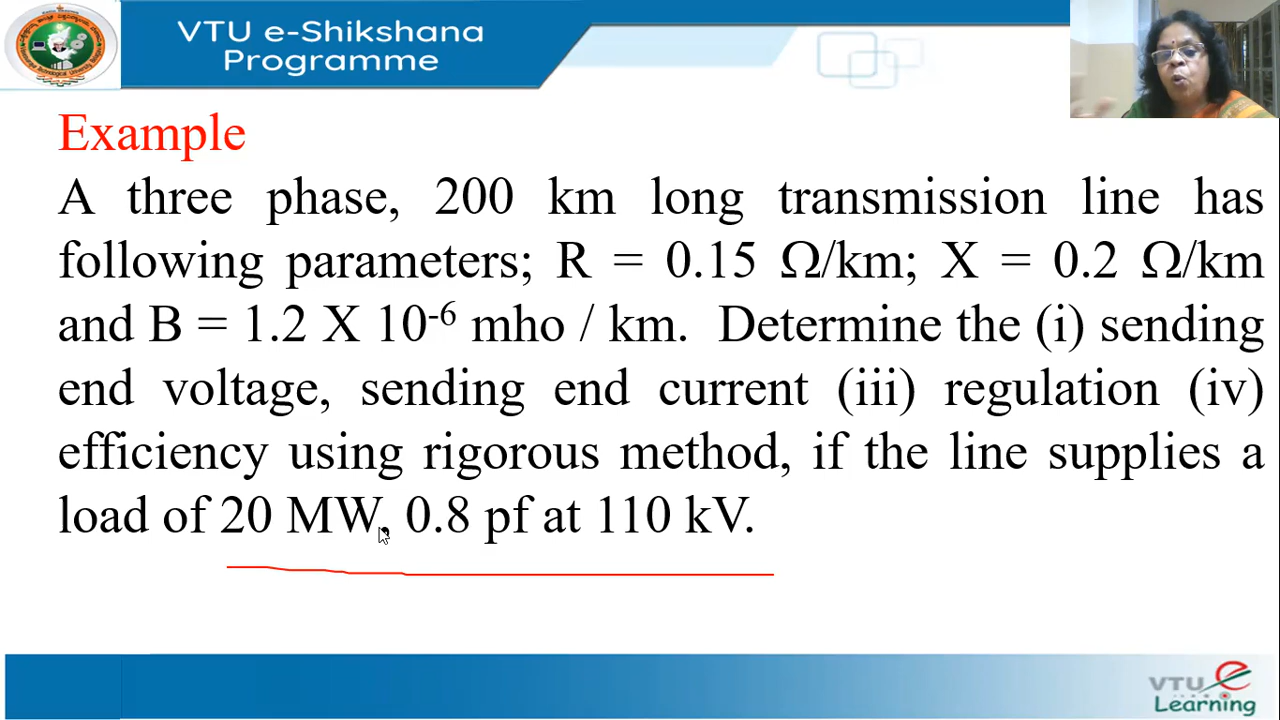 VTU e-Shikshana
Programme
Example
A three phase, 200 km long transmission line has
following parameters; R = 0.15 Ω/km; X = 0.2 Ω/km
and B = 1.2 X 10⁻⁶ mho / km. Determine the (i) sending
end voltage, sending end current (iii) regulation (iv)
efficiency using rigorous method, if the line supplies a
load of 20 MW, 0.8 pf at 110 kV.
VTU e
Learning